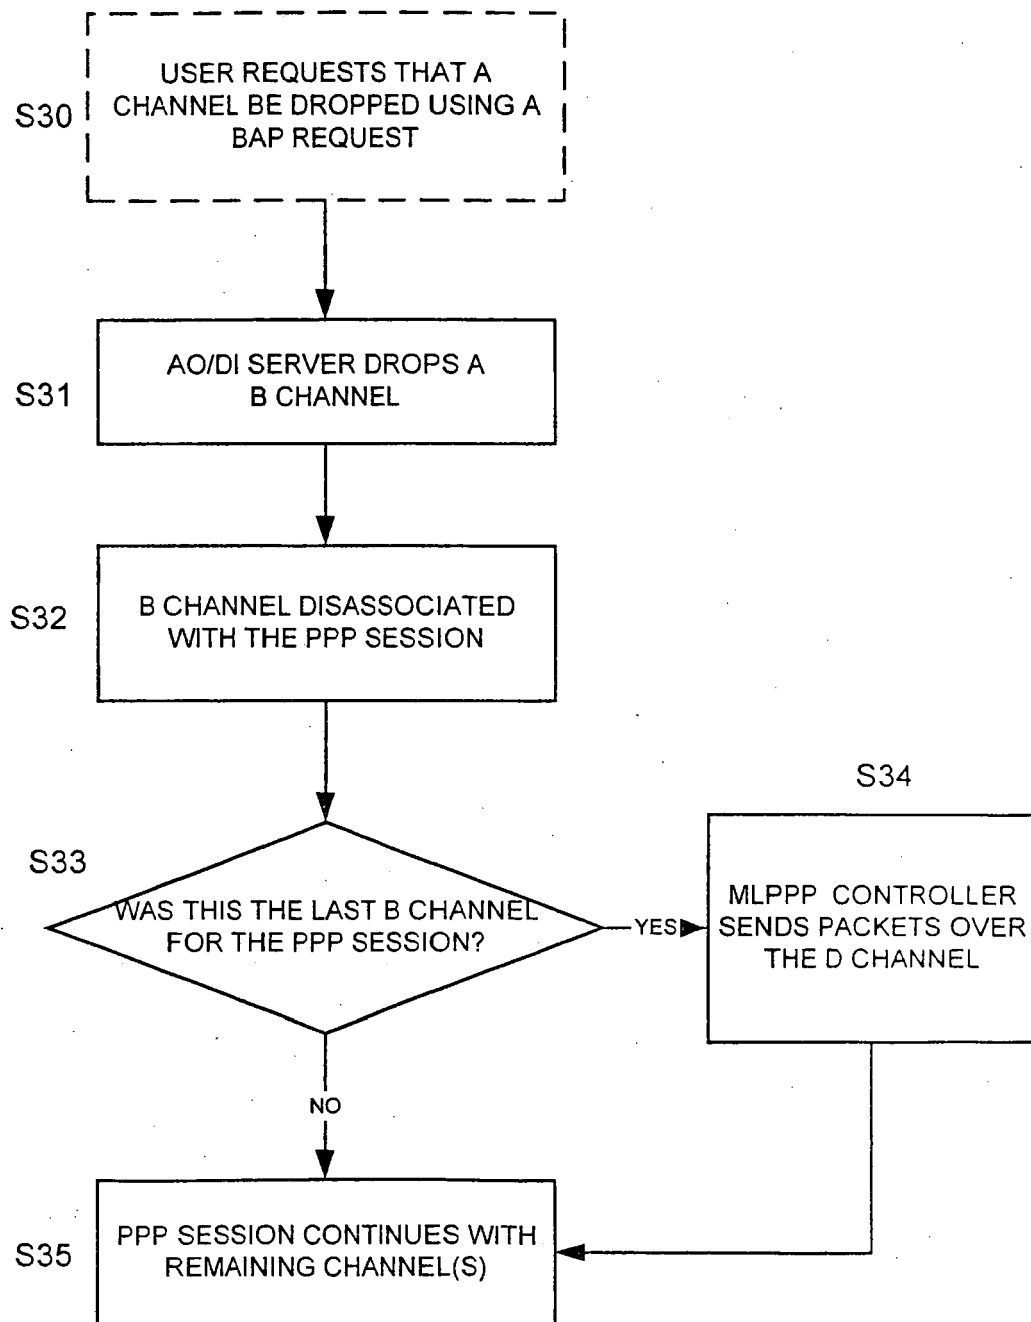 USER REQUESTS THAT A
CHANNEL BE DROPPED USING A
BAP REQUEST
S30
AO/DI SERVER DROPS A
B CHANNEL
S31
B CHANNEL DISASSOCIATED
WITH THE PPP SESSION
S32
S33
WAS THIS THE LAST B CHANNEL
FOR THE PPP SESSION?
YES
S34
MLPPP CONTROLLER
SENDS PACKETS OVER
THE D CHANNEL
NO
PPP SESSION CONTINUES WITH
REMAINING CHANNEL(S)
S35